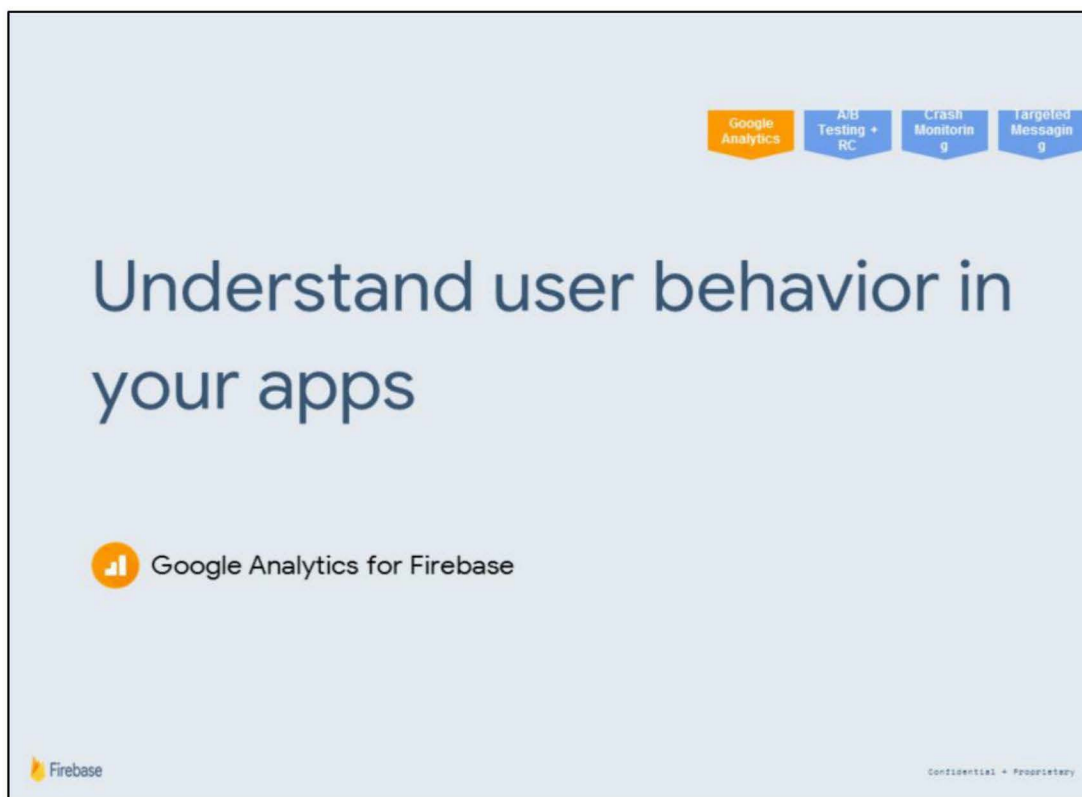 Google
Analytics
A/B
Testing +
RC
Crash
Monitorin
g
Targeted
Messagin
g
Understand user behavior in
your apps
Google Analytics for Firebase
Firebase
Confidential + Proprietary